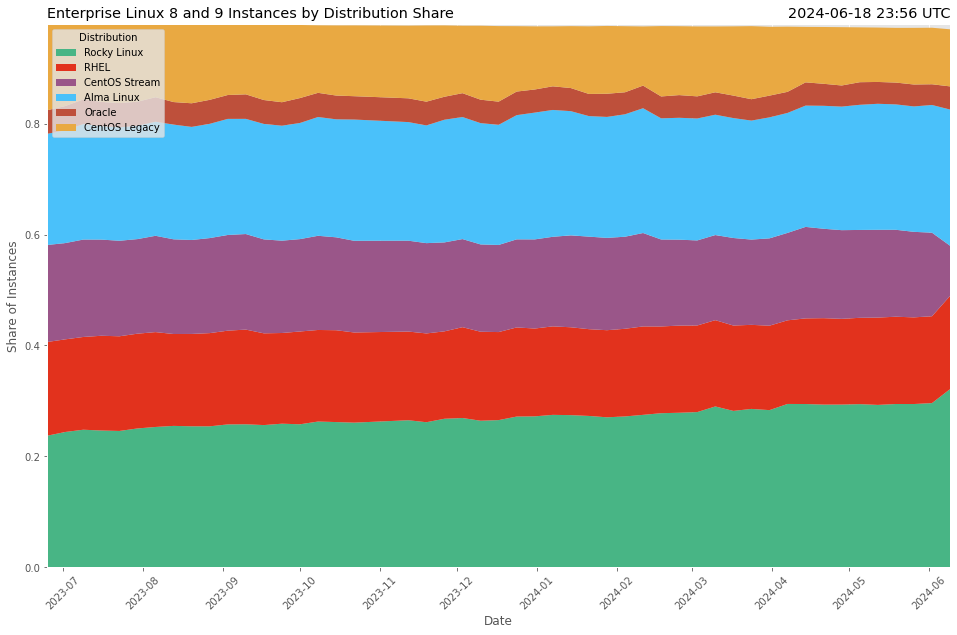 Enterprise Linux 8 and 9 Instances by Distribution Share
2024-06-18 23:56 UTC
Distribution
Rocky Linux
RHEL
CentOS Stream
Alma Linux
Oracle
CentOS Legacy
Share of Instances
0.8
0.6
0.4
0.2
0.0
2023-07
2023-08
2023-09
2023-10
2023-11
2023-12
2024-01
2024-02
2024-03
2024-04
2024-05
2024-06
Date